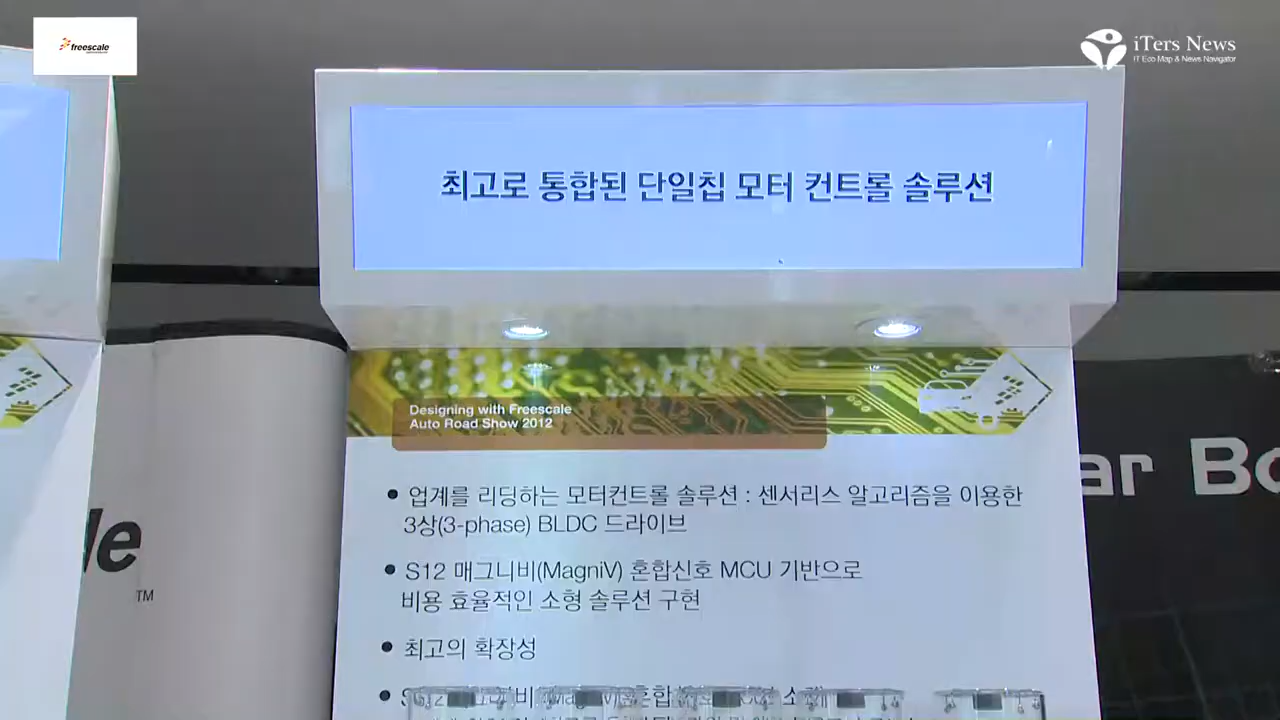 freescale
iTers News
IT Eco Map & News Navigator
최고로 통합된 단일칩 모터 컨트롤 솔루션
Designing with Freescale
Auto Road Show 2012
● 업계를 리딩하는 모터컨트롤 솔루션 : 센서리스 알고리즘을 이용한
3상(3-phase) BLDC 드라이브
● S12 매그니비(MagniV) 혼합신호 MCU 기반으로
비용 효율적인 소형 솔루션 구현
● 최고의 확장성
le
TM
ar Bo